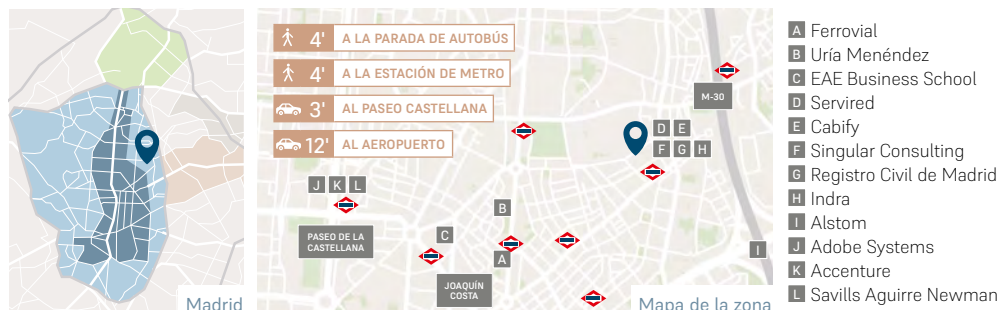 Madrid
4' A LA PARADA DE AUTOBÚS
4' A LA ESTACIÓN DE METRO
3' AL PASEO CASTELLANA
12' AL AEROPUERTO
M-30
D E
F G H
J K L
B
PASEO DE LA
CASTELLANA
C
A
I
JOAQUÍN
COSTA
Mapa de la zona
A Ferrovial
B Uría Menéndez
C EAE Business School
D Servired
E Cabify
F Singular Consulting
G Registro Civil de Madrid
H Indra
I Alstom
J Adobe Systems
K Accenture
L Savills Aguirre Newman